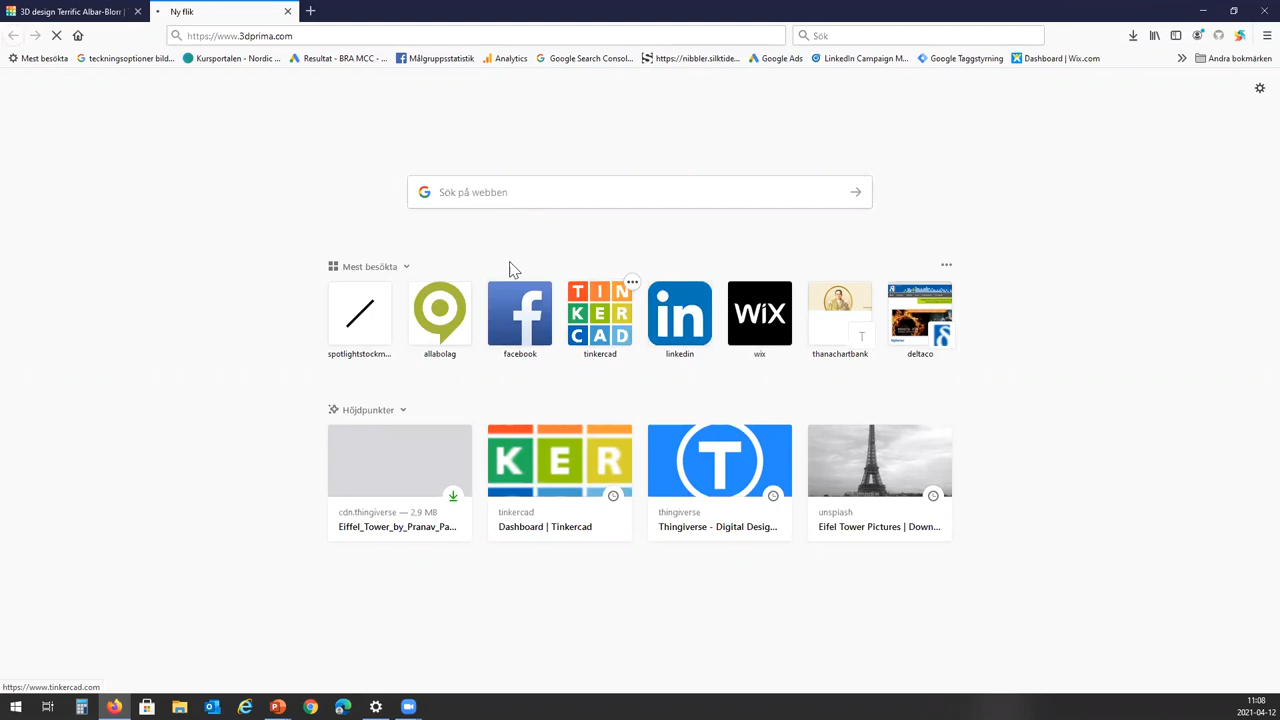 3D design Terrific Albar-Blorr |
Ny flik
https://www.3dprima.com
Sök
Mest besökta
teckningsoptioner bild...
Kursportalen - Nordic ...
Resultat - BRA MCC - ...
Målgruppsstatistik
Analytics
Google Search Consol...
https://nibbler.silktide...
Google Ads
LinkedIn Campaign M...
Google Taggstyrning
Dashboard | Wix.com
Andra bokmärken
Sök på webben
Mest besökta
TIN
KER
CAD
in
WiX
T
spotlightstockm...
allabolag
facebook
tinkercad
linkedin
wix
thanachartbank
deltaco
Höjdpunkter
KER
T
cdn.thingiverse — 2,9 MB
Eiffel_Tower_by_Pranav_Pa...
tinkercad
Dashboard | Tinkercad
thingiverse
Thingiverse - Digital Desig...
unsplash
Eifel Tower Pictures | Down...
https://www.tinkercad.com
11:08
2021-04-12